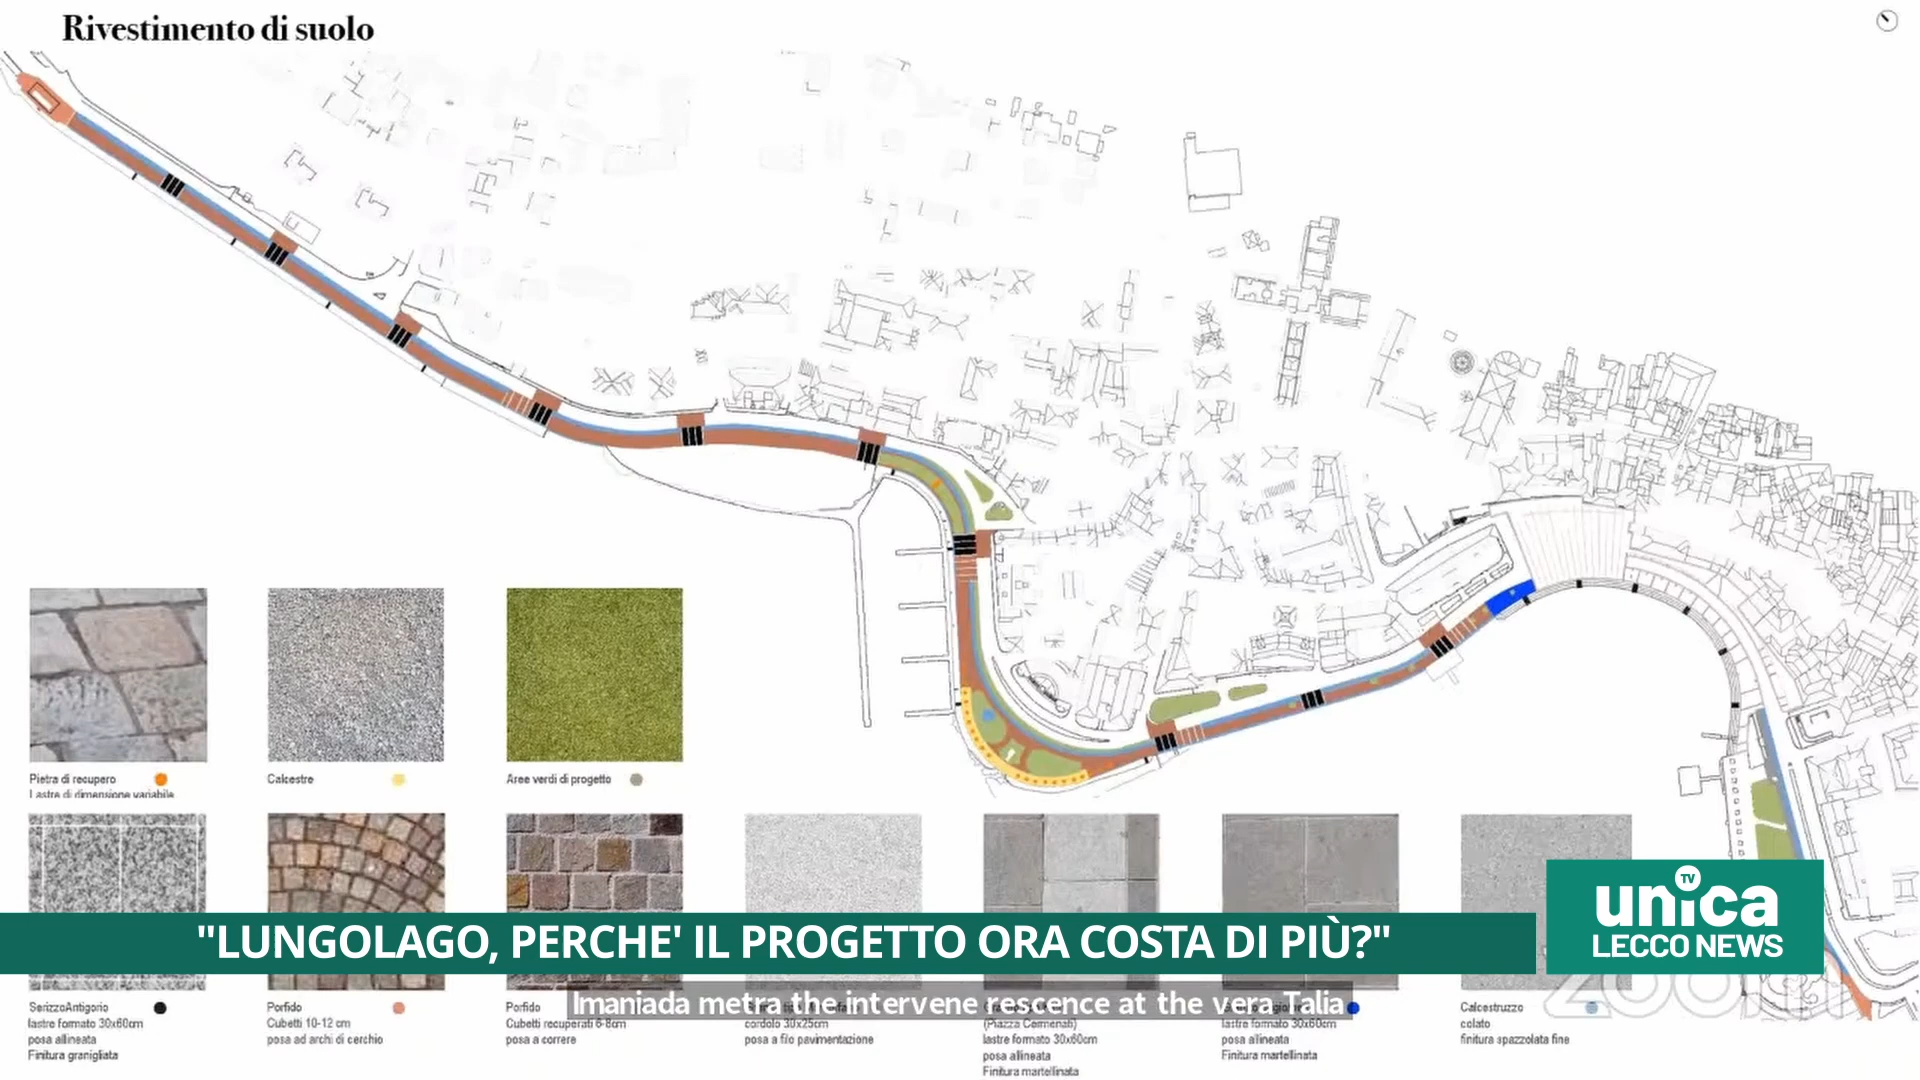 Rivestimento di suolo
Pietra di recupero
Lastre di dimensione variabile
Calcestre
Aree verdi di progetto
"LUNGOLAGO, PERCHE' IL PROGETTO ORA COSTA DI PIÙ?"
unica TV
LECCO NEWS
zoom
Imaniada metra the intervene rescence at the vera Talia
SerizzoAntigorio
lastre formato 30x60cm
posa allineata
Finitura granigliata
Porfido
Cubetti 10-12 cm
posa ad archi di cerchio
Porfido
Cubetti recuperati 6-8cm
posa a correre
cordolo 30x25cm
posa a filo pavimentazione
(Piazza Cermenati)
lastre formato 30x60cm
posa allineata
Finitura martellinata
lastre formato 30x60cm
posa allineata
Finitura martellinata
Calcestruzzo
colato
finitura spazzolata fine